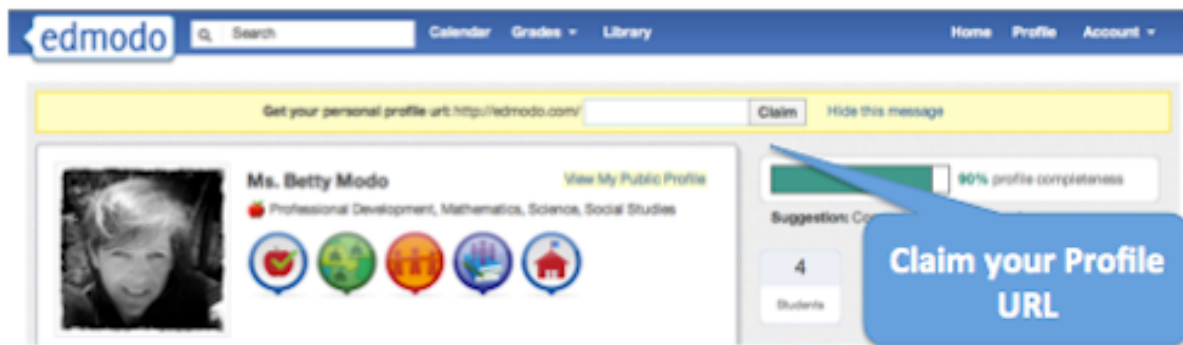 edmodo Search Calendar Grades Library Home Profile Account
Get your personal profile url: http://edmodo.com/ Claim Hide this message
Ms. Betty Modo View My Public Profile
Professional Development, Mathematics, Science, Social Studies
90% profile completeness
Suggestion:
4
Students
Claim your Profile
URL